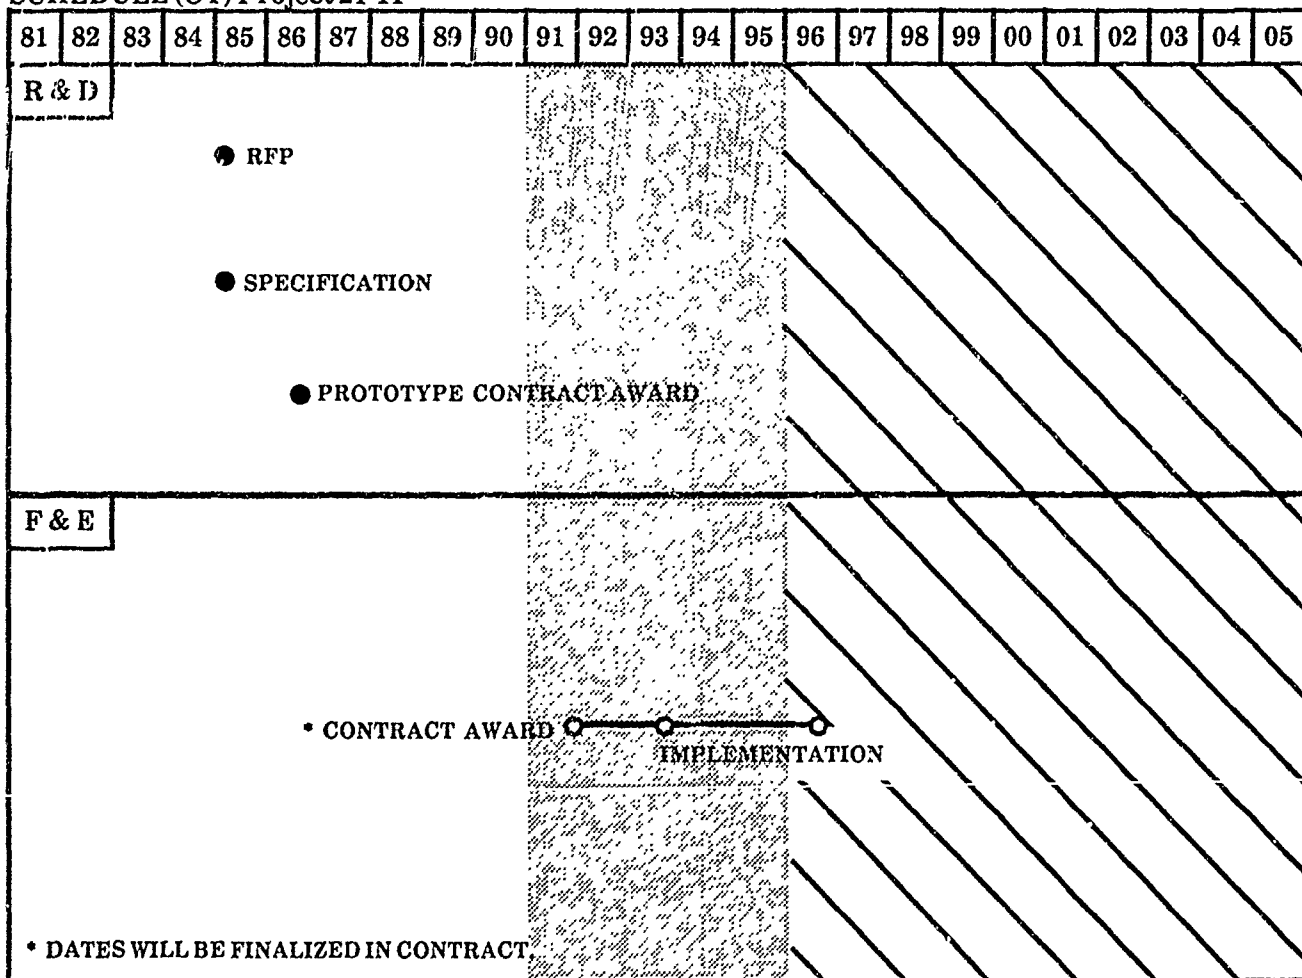 81 82 83 84 85 86 87 88 89 90 91 92 93 94 95 96 97 98 99 00 01 02 03 04 05
R & D
RFP
SPECIFICATION
PROTOTYPE CONTRACT AWARD
F & E
* CONTRACT AWARD
IMPLEMENTATION
* DATES WILL BE FINALIZED IN CONTRACT.